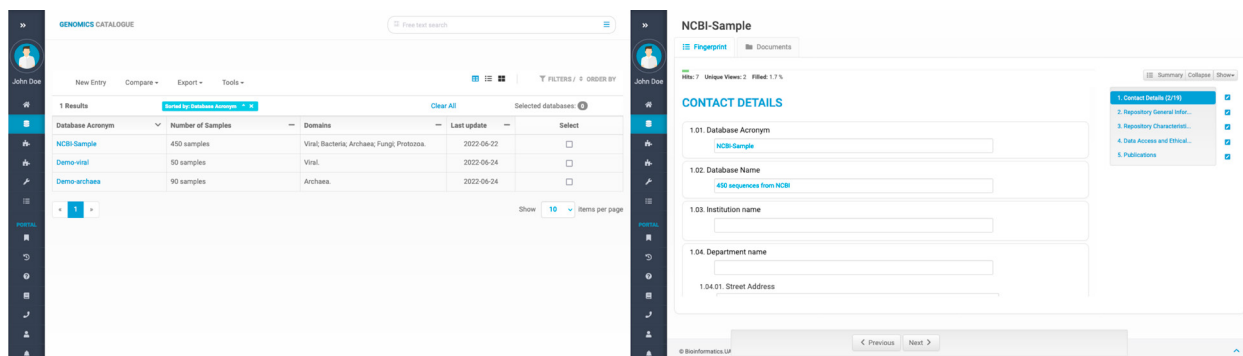 GENOMICS CATALOGUE
Free text search
John Doe
New Entry Compare Export Tools
FILTERS / ORDER BY
1 Results
Sorted by: Database Acronym
Clear All
Selected databases: 0
Database Acronym Number of Samples Domains Last update Select
NCBI-Sample 450 samples Viral; Bacteria; Archaea; Fungi; Protozoa. 2022-06-22
Demo-viral 50 samples Viral. 2022-06-24
Demo-archaea 90 samples Archaea. 2022-06-24
« 1 »
Show 10 items per page
PORTAL
NCBI-Sample
Fingerprint Documents
John Doe
Hits: 7 Unique Views: 2 Filled: 1.7 %
Summary Collapse Show
CONTACT DETAILS
1. Contact Details (2/19)
2. Repository General Infor...
3. Repository Characteristi...
4. Data Access and Ethical...
5. Publications
1.01. Database Acronym
NCBI-Sample
1.02. Database Name
450 sequences from NCBI
1.03. Institution name
1.04. Department name
1.04.01. Street Address
PORTAL
Previous Next
© Bioinformatics.UA